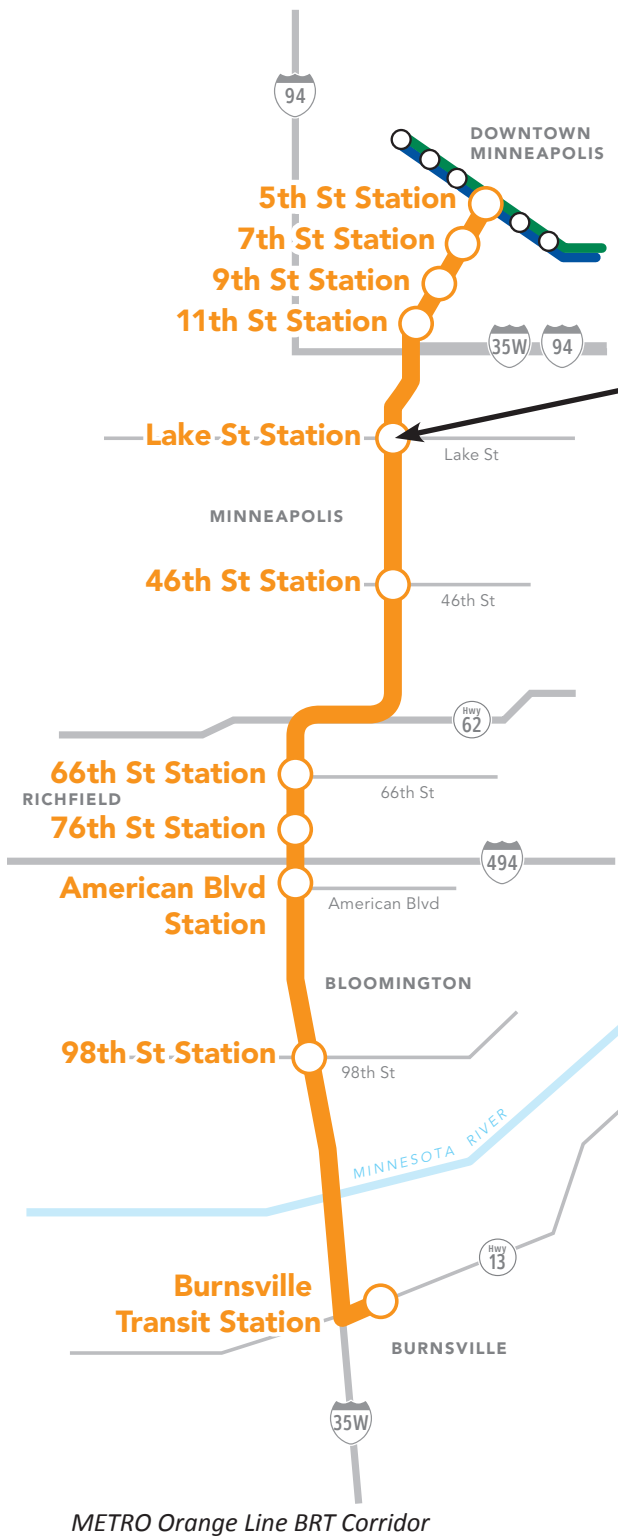 94
DOWNTOWN
MINNEAPOLIS
5th St Station
7th St Station
9th St Station
11th St Station
35W
94
Lake St Station
Lake St
MINNEAPOLIS
46th St Station
46th St
Hwy
62
66th St Station
66th St
RICHFIELD
76th St Station
494
American Blvd
Station
American Blvd
BLOOMINGTON
98th St Station
98th St
MINNESOTA RIVER
Hwy
13
Burnsville
Transit Station
BURNSVILLE
35W
METRO Orange Line BRT Corridor